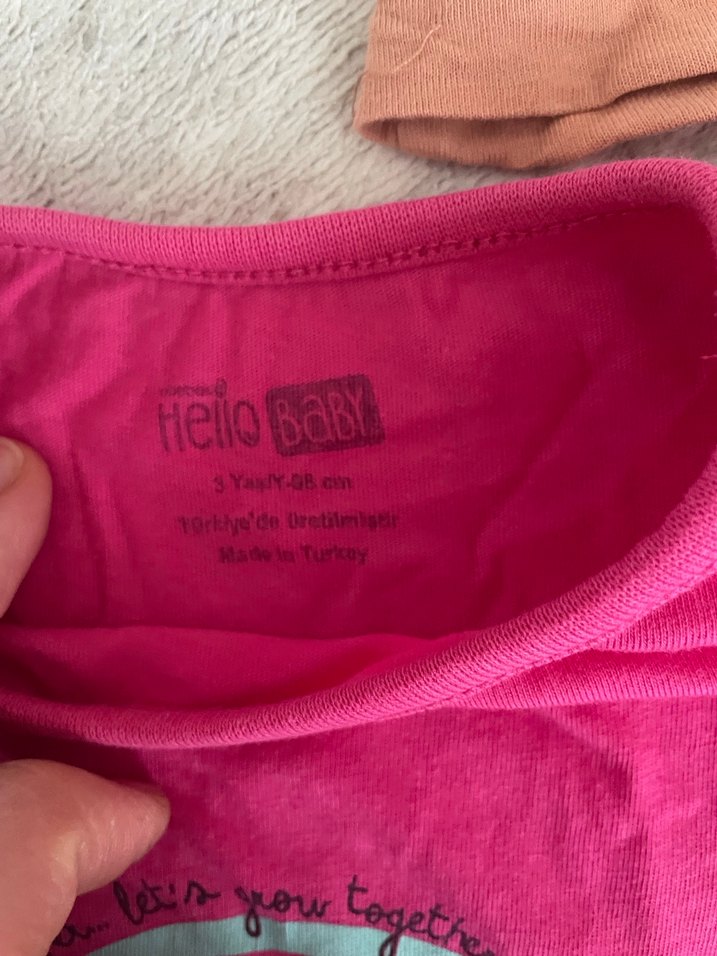 Hello BABY
3 Yaş/Y-98 cm
Türkiye'de Üretilmiştir
Made in Turkey
let's grow together